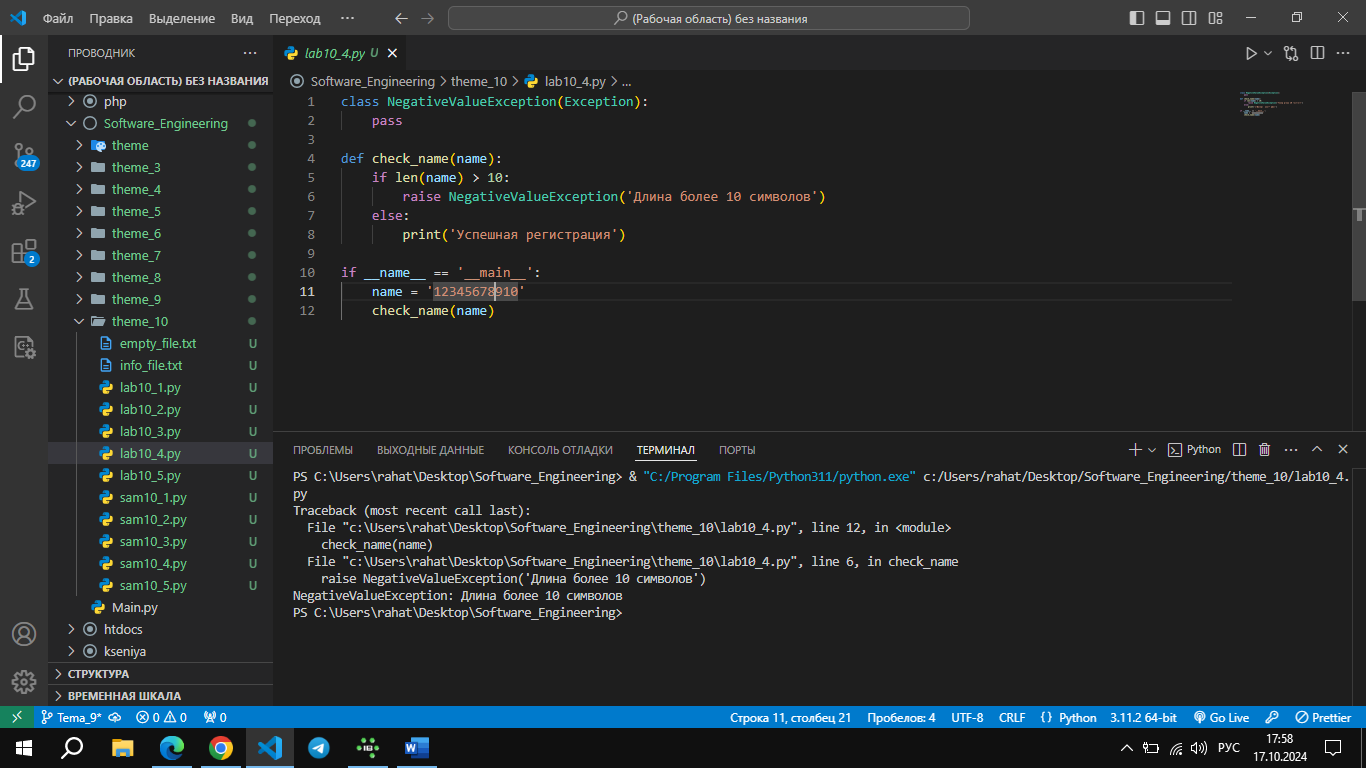 Файл Правка Выделение Вид Переход ··· (Рабочая область) без названия
ПРОВОДНИК ···
(РАБОЧАЯ ОБЛАСТЬ) БЕЗ НАЗВАНИЯ
php
Software_Engineering
theme
theme_3
theme_4
theme_5
theme_6
theme_7
theme_8
theme_9
theme_10
empty_file.txt U
info_file.txt U
lab10_1.py U
lab10_2.py U
lab10_3.py U
lab10_4.py U
lab10_5.py U
sam10_1.py U
sam10_2.py U
sam10_3.py U
sam10_4.py U
sam10_5.py U
Main.py
htdocs
kseniya
СТРУКТУРА
ВРЕМЕННАЯ ШКАЛА
247
2
lab10_4.py U
Software_Engineering > theme_10 > lab10_4.py > ...
1 class NegativeValueException(Exception):
2 pass
3
4 def check_name(name):
5 if len(name) > 10:
6 raise NegativeValueException('Длина более 10 символов')
7 else:
8 print('Успешная регистрация')
9
10 if __name__ == '__main__':
11 name = '12345678910'
12 check_name(name)
ПРОБЛЕМЫ ВЫХОДНЫЕ ДАННЫЕ КОНСОЛЬ ОТЛАДКИ ТЕРМИНАЛ ПОРТЫ Python
PS C:\Users\rahat\Desktop\Software_Engineering> & "C:/Program Files/Python311/python.exe" c:/Users/rahat/Desktop/Software_Engineering/theme_10/lab10_4.
py
Traceback (most recent call last):
File "c:\Users\rahat\Desktop\Software_Engineering\theme_10\lab10_4.py", line 12, in <module>
check_name(name)
File "c:\Users\rahat\Desktop\Software_Engineering\theme_10\lab10_4.py", line 6, in check_name
raise NegativeValueException('Длина более 10 символов')
NegativeValueException: Длина более 10 символов
PS C:\Users\rahat\Desktop\Software_Engineering>
Tema_9* 0 0 0 Строка 11, столбец 21 Пробелов: 4 UTF-8 CRLF {} Python 3.11.2 64-bit Go Live Prettier
РУС 17:58
17.10.2024